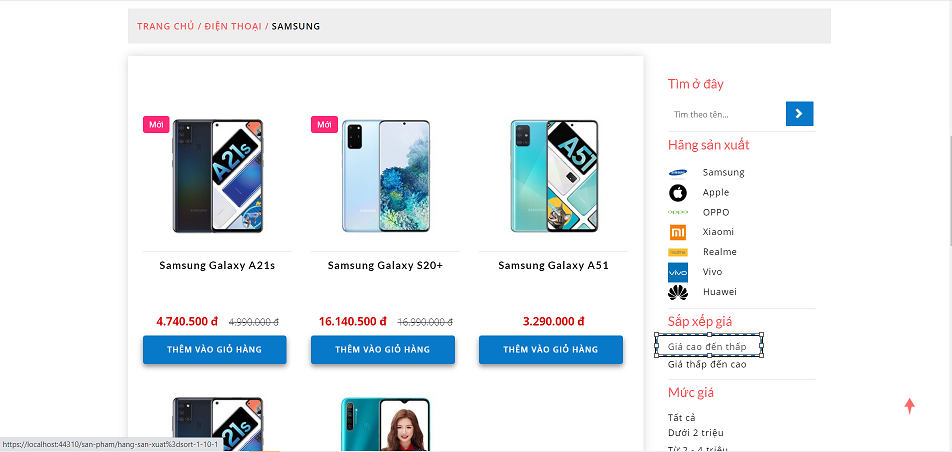 TRANG CHỦ / ĐIỆN THOẠI / SAMSUNG
Mới
A21s
Mới
A51
Samsung Galaxy A21s
Samsung Galaxy S20+
Samsung Galaxy A51
4.740.500 đ 4.990.000 đ
16.140.500 đ 16.990.000 đ
3.290.000 đ
THÊM VÀO GIỎ HÀNG
THÊM VÀO GIỎ HÀNG
THÊM VÀO GIỎ HÀNG
A21s
https://localhost:44310/san-pham/hang-san-xuat%3dsort-1-10-1
Tìm ở đây
Tìm theo tên...
Hãng sản xuất
SAMSUNG Samsung
Apple
oppo OPPO
mi Xiaomi
realme Realme
vivo Vivo
Huawei
Sắp xếp giá
Giá cao đến thấp
Giá thấp đến cao
Mức giá
Tất cả
Dưới 2 triệu
Từ 2 - 4 triệu